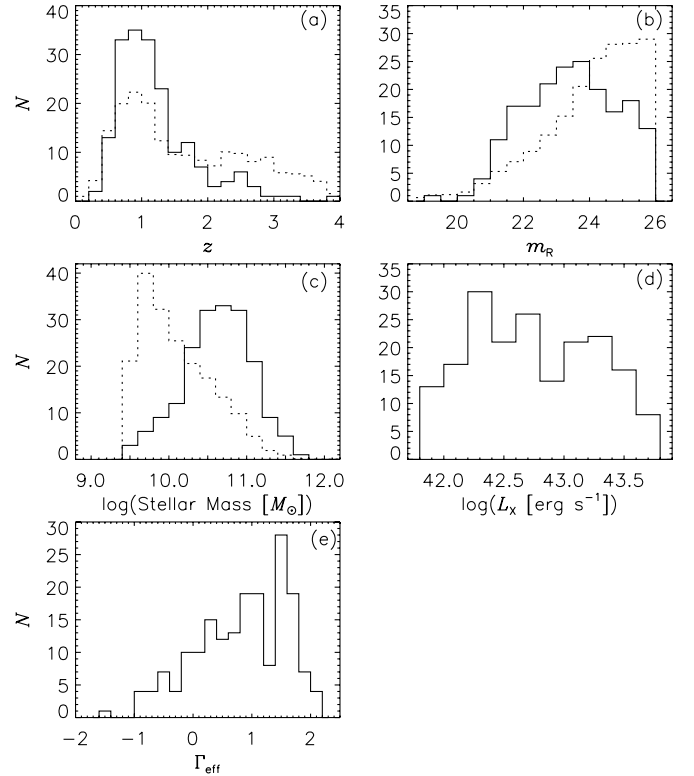 40
30
20
10
0
N
(a)
0 1 2 3 4
z
35
30
25
20
15
10
5
0
(b)
20 22 24 26
m_R
40
30
20
10
0
N
(c)
9.0 10.0 11.0 12.0
log(Stellar Mass [M_⊙])
35
30
25
20
15
10
5
0
(d)
42.0 42.5 43.0 43.5
log(L_X [erg s⁻¹])
30
25
20
15
10
5
0
N
(e)
−2 −1 0 1 2
Γ_eff